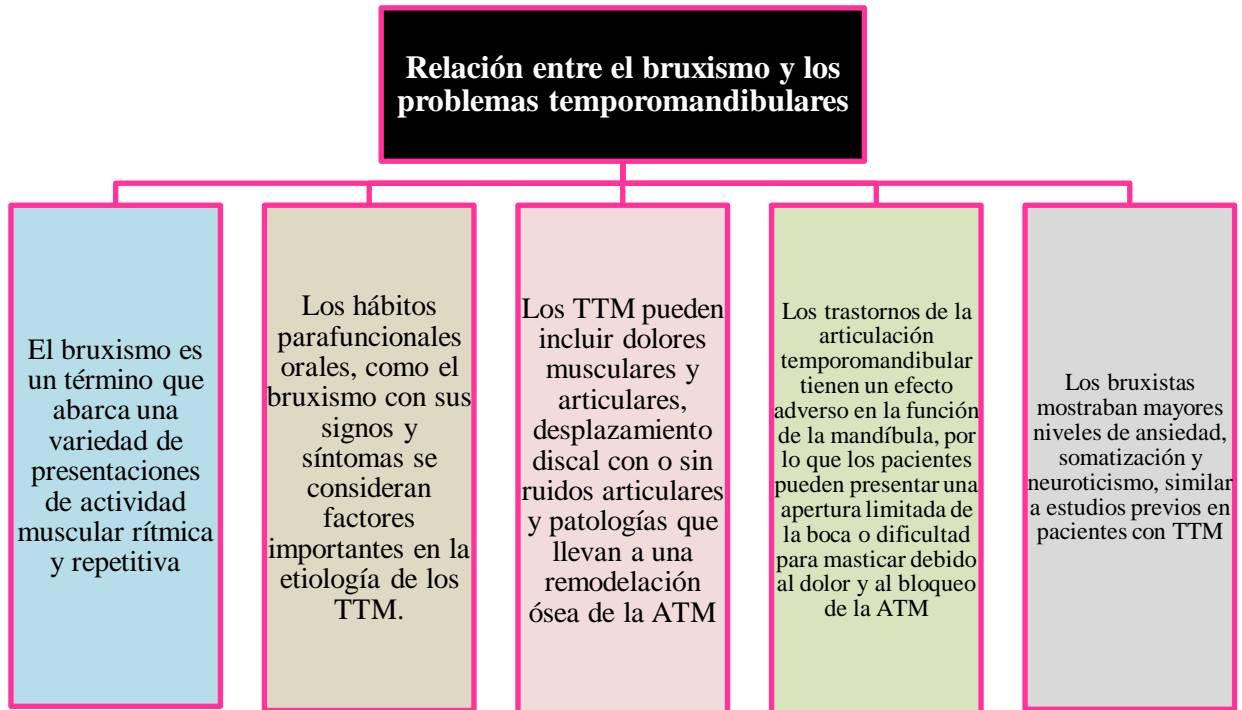 Relación entre el bruxismo y los
problemas temporomandibulares
El bruxismo es
un término que
abarca una
variedad de
presentaciones
de actividad
muscular rítmica
y repetitiva
Los hábitos
parafuncionales
orales, como el
bruxismo con sus
signos y
síntomas se
consideran
factores
importantes en la
etiología de los
TTM.
Los TTM pueden
incluir dolores
musculares y
articulares,
desplazamiento
discal con o sin
ruidos articulares
y patologías que
llevan a una
remodelación
ósea de la ATM
Los trastornos de la
articulación
temporomandibular
tienen un efecto
adverso en la función
de la mandíbula, por
lo que los pacientes
pueden presentar una
apertura limitada de
la boca o dificultad
para masticar debido
al dolor y al bloqueo
de la ATM
Los bruxistas
mostraban mayores
niveles de ansiedad,
somatización y
neuroticismo, similar
a estudios previos en
pacientes con TTM